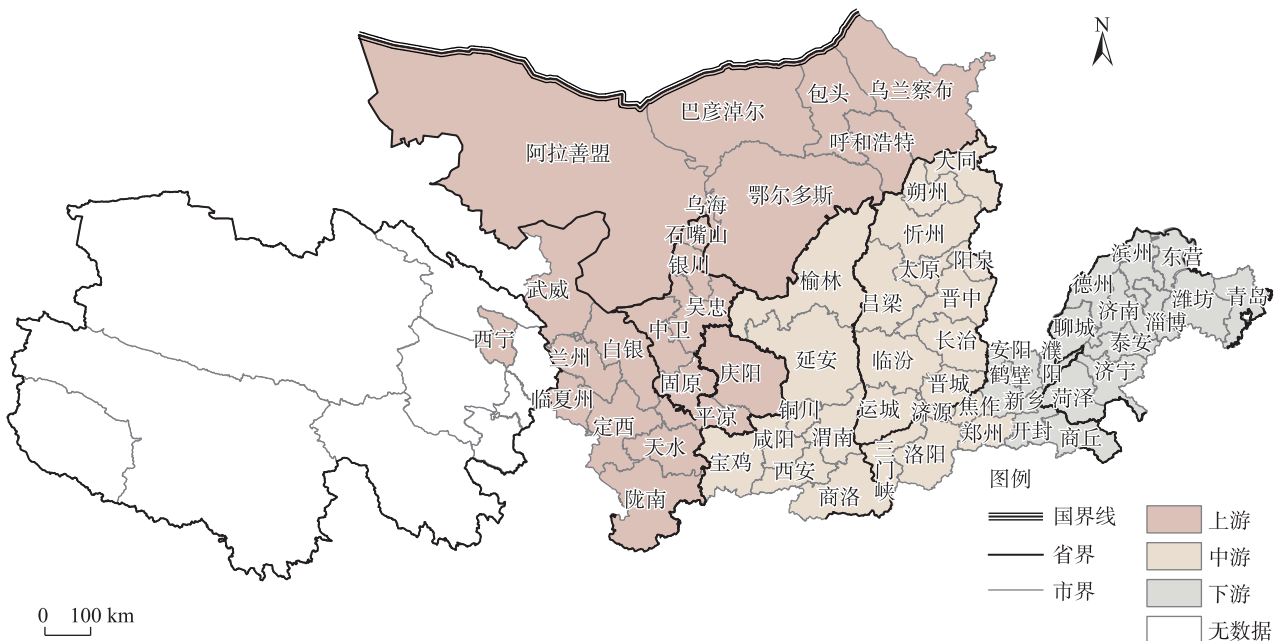 N
乌兰察布
包头
巴彦淖尔
呼和浩特
阿拉善盟
大同
鄂尔多斯
朔州
乌海
石嘴山
忻州
银川
阳泉
太原
榆林
滨州
东营
德州
武威
吕梁
晋中
潍坊
青岛
吴忠
济南
淄博
中卫
聊城
西宁
长治
泰安
白银
安阳
濮阳
兰州
延安
临汾
庆阳
鹤壁
济宁
固原
晋城
临夏州
平凉
铜川
运城
济源
焦作
新乡
菏泽
定西
咸阳
渭南
郑州
开封
商丘
天水
三门峡
洛阳
宝鸡
西安
陇南
商洛
图例
国界线
上游
省界
中游
市界
下游
无数据
0 100 km